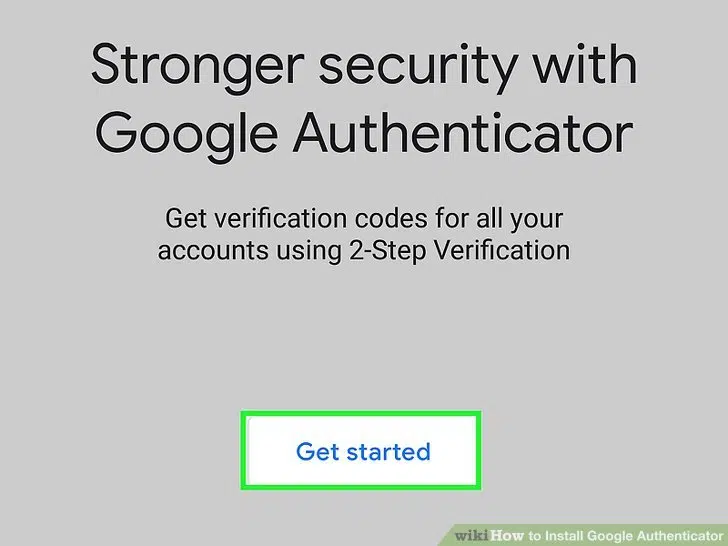 Stronger security with
Google Authenticator
Get verification codes for all your
accounts using 2-Step Verification
Get started
wikiHow to Install Google Authenticator